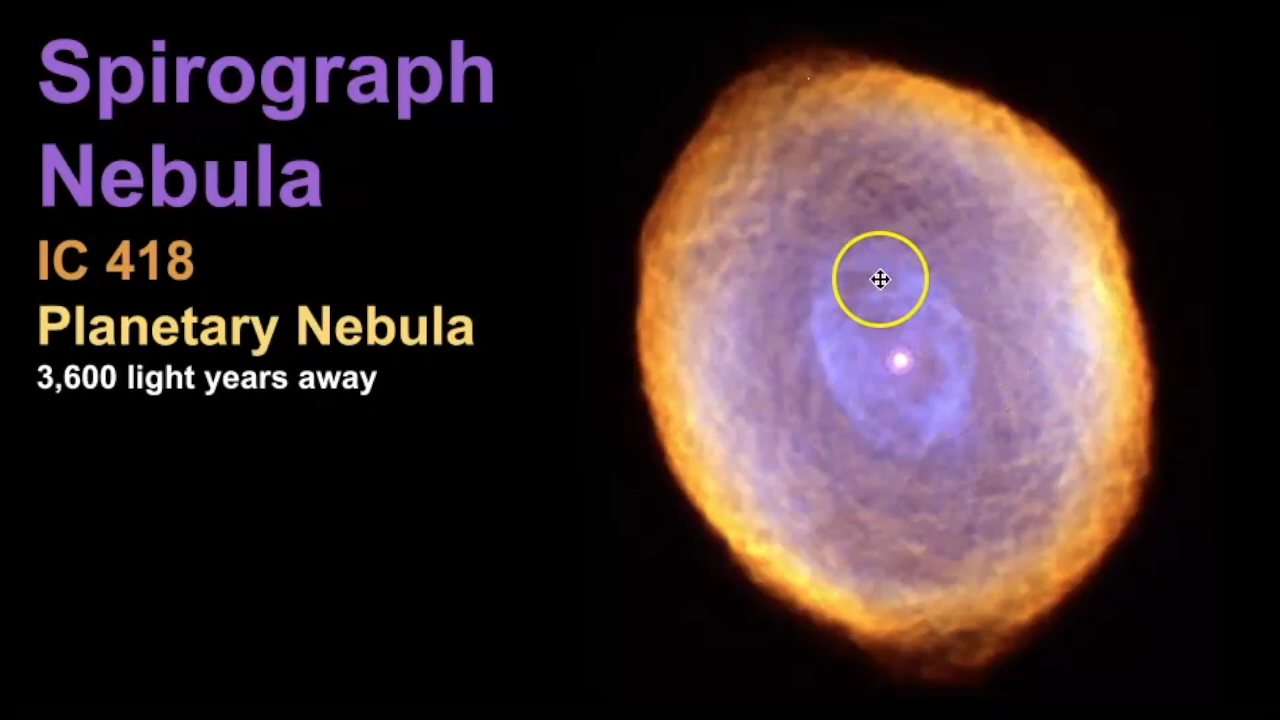 Spirograph
Nebula
IC 418
Planetary Nebula
3,600 light years away